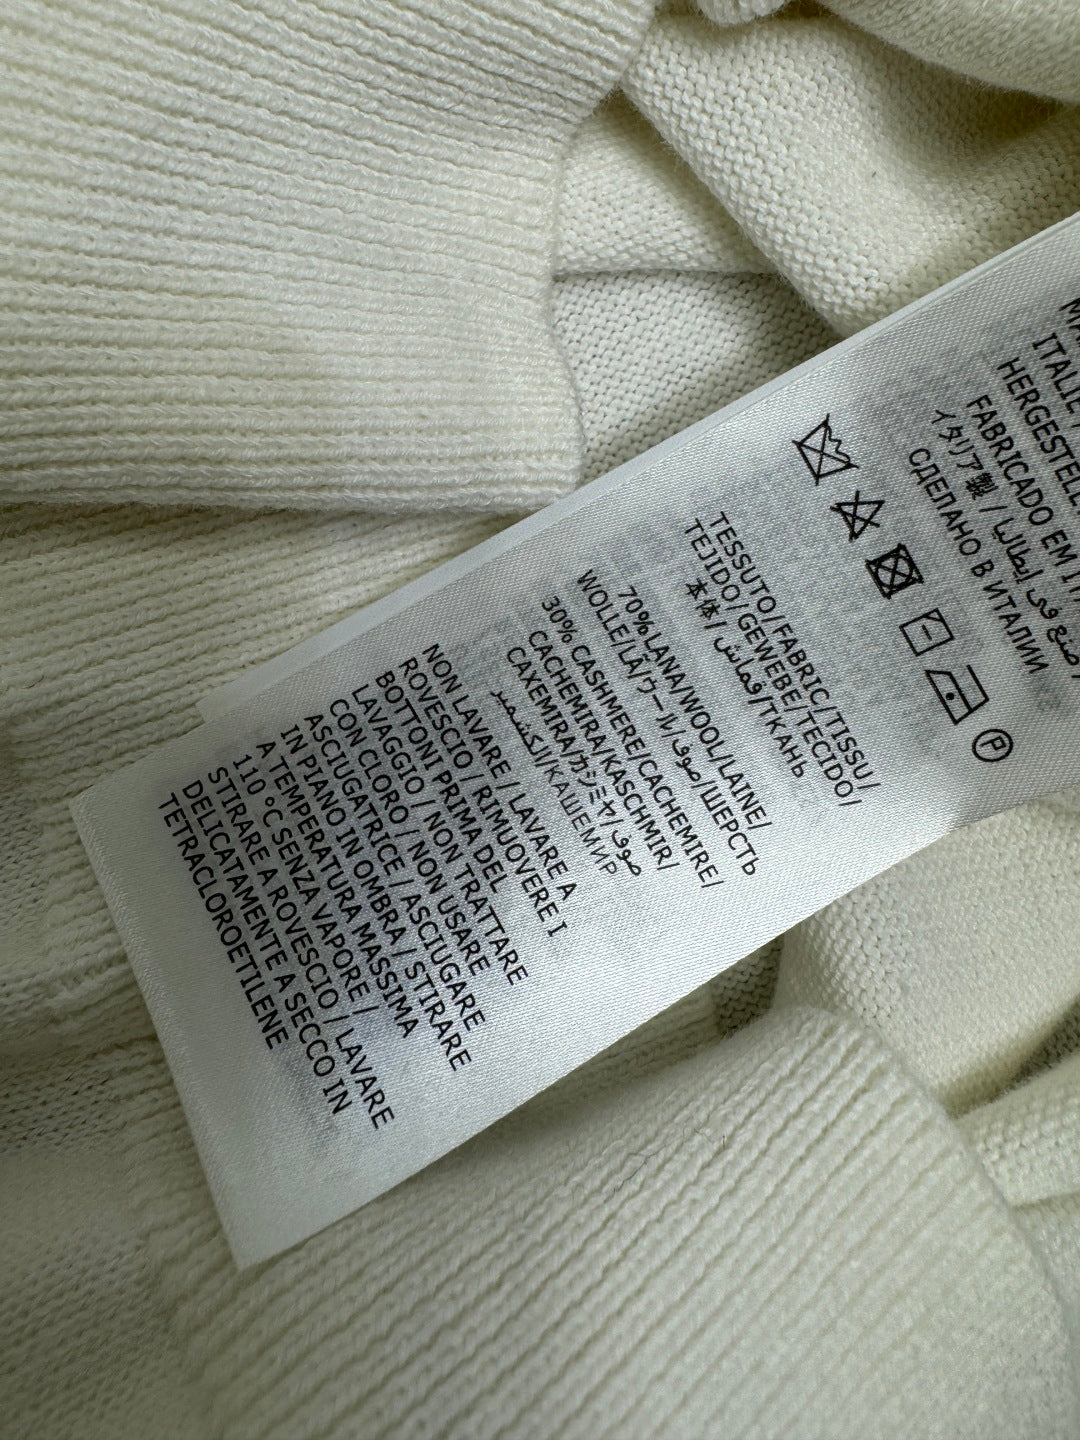 ITALIE /
HERGESTELL
FABRICADO EM IT
イタリア製 / صنع في إيطاليا /
СДЕЛАНО В ИТАЛИИ
P
TESSUTO/FABRIC/TISSU/
TEJIDO/GEWEBE/TECIDO/
本体/قماش/ТКАНЬ
70% LANA/WOOL/LAINE/
WOLLE/LÃ/ウール/صوف/ШЕРСТЬ
30% CASHMERE/CACHEMIRE/
CACHEMIRA/KASCHMIR/
CAXEMIRA/カシミヤ/صوف
الكشمير/КАШЕМИР
NON LAVARE / LAVARE A
ROVESCIO / RIMUOVERE I
BOTTONI PRIMA DEL
LAVAGGIO / NON TRATTARE
CON CLORO / NON USARE
ASCIUGATRICE / ASCIUGARE
IN PIANO IN OMBRA / STIRARE
A TEMPERATURA MASSIMA
110 °C SENZA VAPORE /
STIRARE A ROVESCIO / LAVARE
DELICATAMENTE A SECCO IN
TETRACLOROETILENE